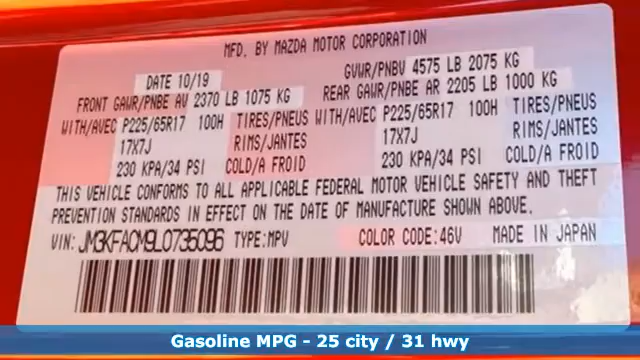 MFD. BY MAZDA MOTOR CORPORATION
DATE 10/19 GVWR/PNBV 4575 LB 2075 KG
FRONT GAWR/PNBE AV 2370 LB 1075 KG REAR GAWR/PNBE AR 2205 LB 1000 KG
WITH/AVEC P225/65R17 100H TIRES/PNEUS WITH/AVEC P225/65R17 100H TIRES/PNEUS
17X7J RIMS/JANTES 17X7J RIMS/JANTES
230 KPA/34 PSI COLD/A FROID 230 KPA/34 PSI COLD/A FROID
THIS VEHICLE CONFORMS TO ALL APPLICABLE FEDERAL MOTOR VEHICLE SAFETY AND THEFT
PREVENTION STANDARDS IN EFFECT ON THE DATE OF MANUFACTURE SHOWN ABOVE.
VIN: JM3KFACM9L0735096 TYPE:MPV COLOR CODE:46V MADE IN JAPAN
Gasoline MPG - 25 city / 31 hwy